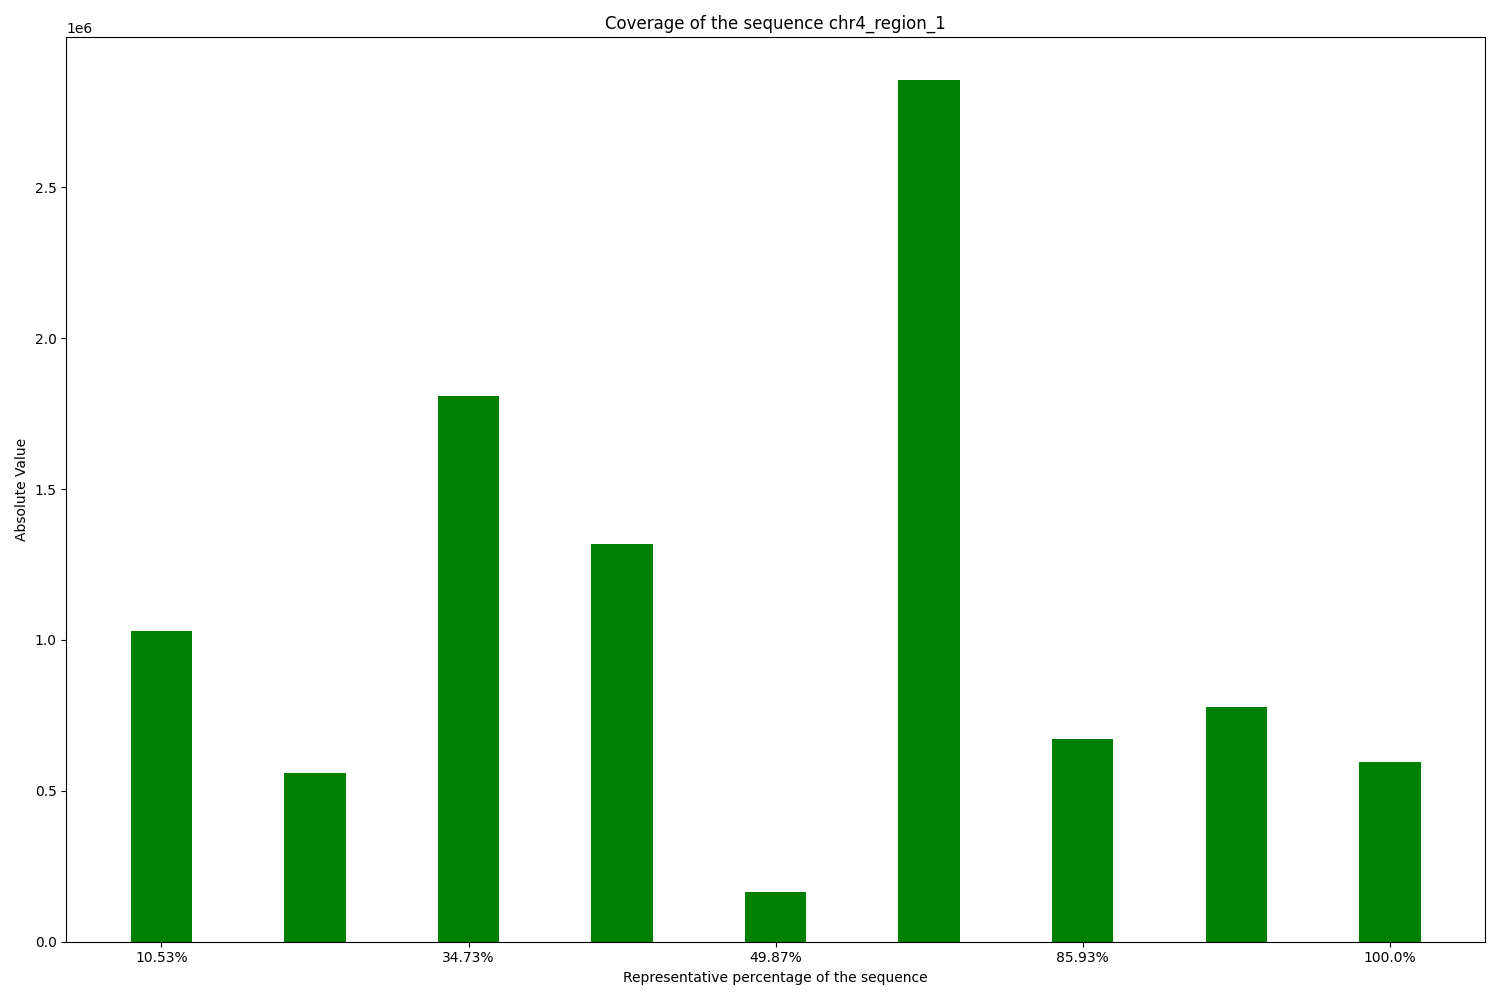 Coverage of the sequence chr4_region_1
1e6
2.5
2.0
1.5
1.0
0.5
0.0
Absolute Value
10.53% 34.73% 49.87% 85.93% 100.0%
Representative percentage of the sequence